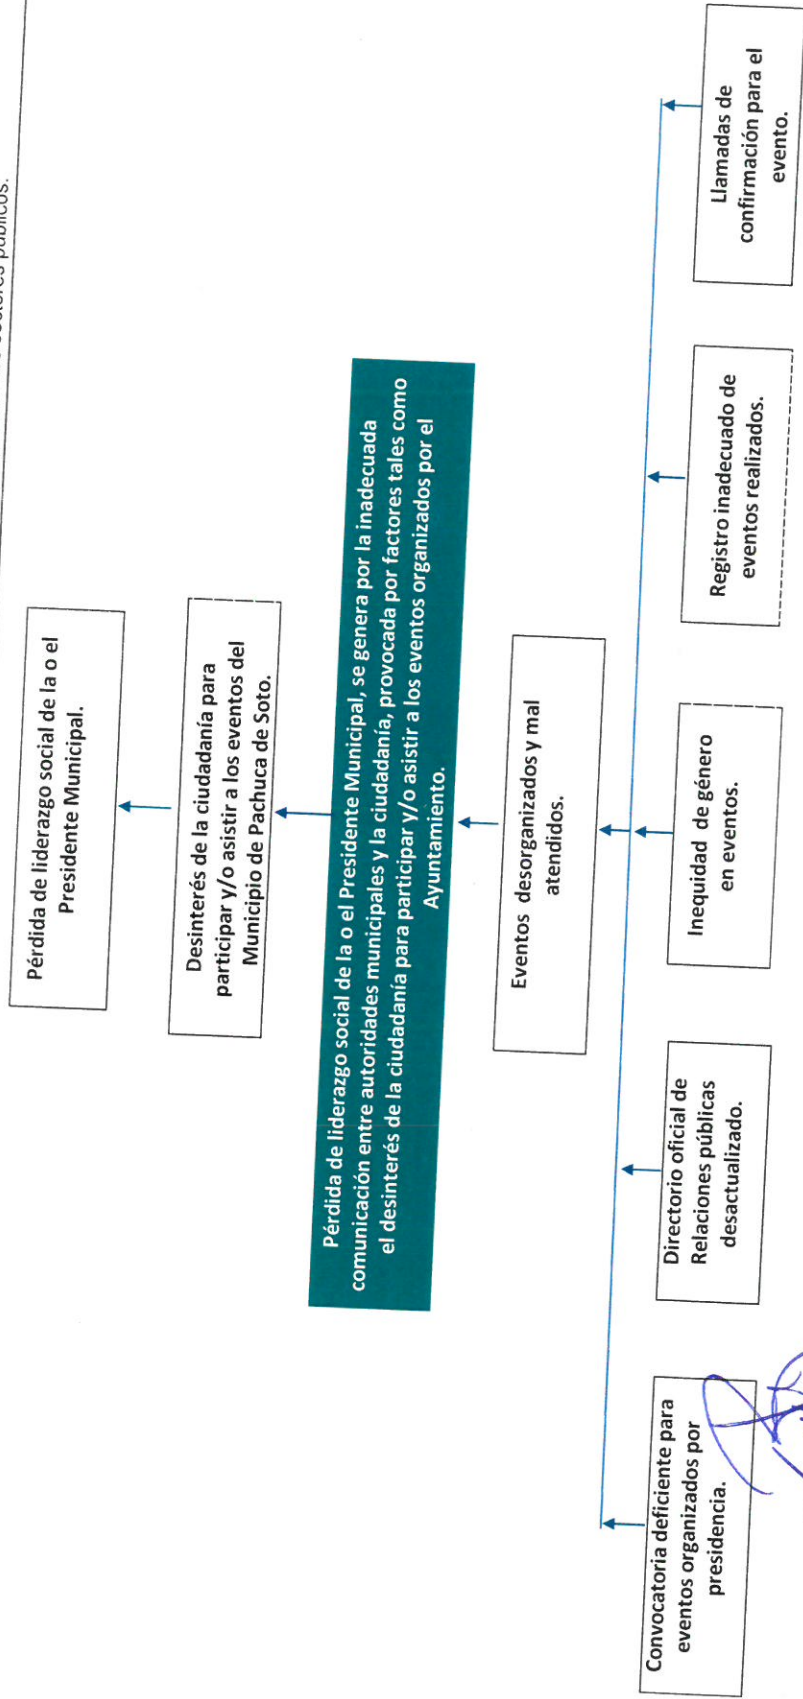 sectores públicos.
Pérdida de liderazgo social de la o el
Presidente Municipal.
Desinterés de la ciudadanía para
participar y/o asistir a los eventos del
Municipio de Pachuca de Soto.
Pérdida de liderazgo social de la o el Presidente Municipal, se genera por la inadecuada
comunicación entre autoridades municipales y la ciudadanía, provocada por factores tales como
el desinterés de la ciudadanía para participar y/o asistir a los eventos organizados por el
Ayuntamiento.
Eventos desorganizados y mal
atendidos.
Convocatoria deficiente para
eventos organizados por
presidencia.
Directorio oficial de
Relaciones públicas
desactualizado.
Inequidad de género
en eventos.
Registro inadecuado de
eventos realizados.
Llamadas de
confirmación para el
evento.